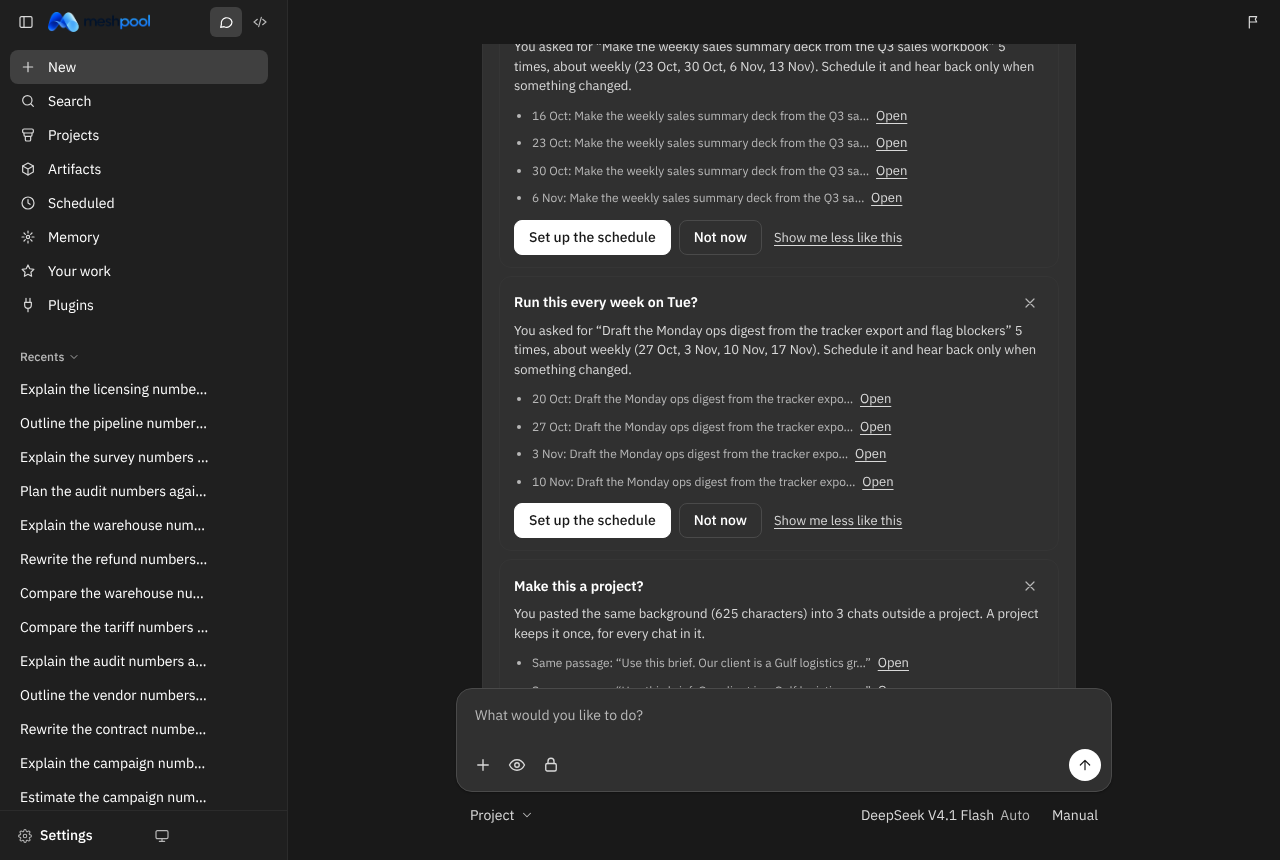 meshpool
New
Search
Projects
Artifacts
Scheduled
Memory
Your work
Plugins
Recents
Explain the licensing numbe...
Outline the pipeline number...
Explain the survey numbers ...
Plan the audit numbers agai...
Explain the warehouse num...
Rewrite the refund numbers...
Compare the warehouse nu...
Compare the tariff numbers ...
Explain the audit numbers a...
Outline the vendor numbers...
Rewrite the contract numbe...
Explain the campaign numb...
Estimate the campaign num...
Settings
You asked for “Make the weekly sales summary deck from the Q3 sales workbook” 5
times, about weekly (23 Oct, 30 Oct, 6 Nov, 13 Nov). Schedule it and hear back only when
something changed.
16 Oct: Make the weekly sales summary deck from the Q3 sa... Open
23 Oct: Make the weekly sales summary deck from the Q3 sa... Open
30 Oct: Make the weekly sales summary deck from the Q3 sa... Open
6 Nov: Make the weekly sales summary deck from the Q3 sa... Open
Set up the schedule Not now Show me less like this
Run this every week on Tue?
You asked for “Draft the Monday ops digest from the tracker export and flag blockers” 5
times, about weekly (27 Oct, 3 Nov, 10 Nov, 17 Nov). Schedule it and hear back only when
something changed.
20 Oct: Draft the Monday ops digest from the tracker expo... Open
27 Oct: Draft the Monday ops digest from the tracker expo... Open
3 Nov: Draft the Monday ops digest from the tracker expo... Open
10 Nov: Draft the Monday ops digest from the tracker expo... Open
Set up the schedule Not now Show me less like this
Make this a project?
You pasted the same background (625 characters) into 3 chats outside a project. A project
keeps it once, for every chat in it.
Same passage: “Use this brief. Our client is a Gulf logistics gr...” Open
What would you like to do?
Project
DeepSeek V4.1 Flash Auto Manual